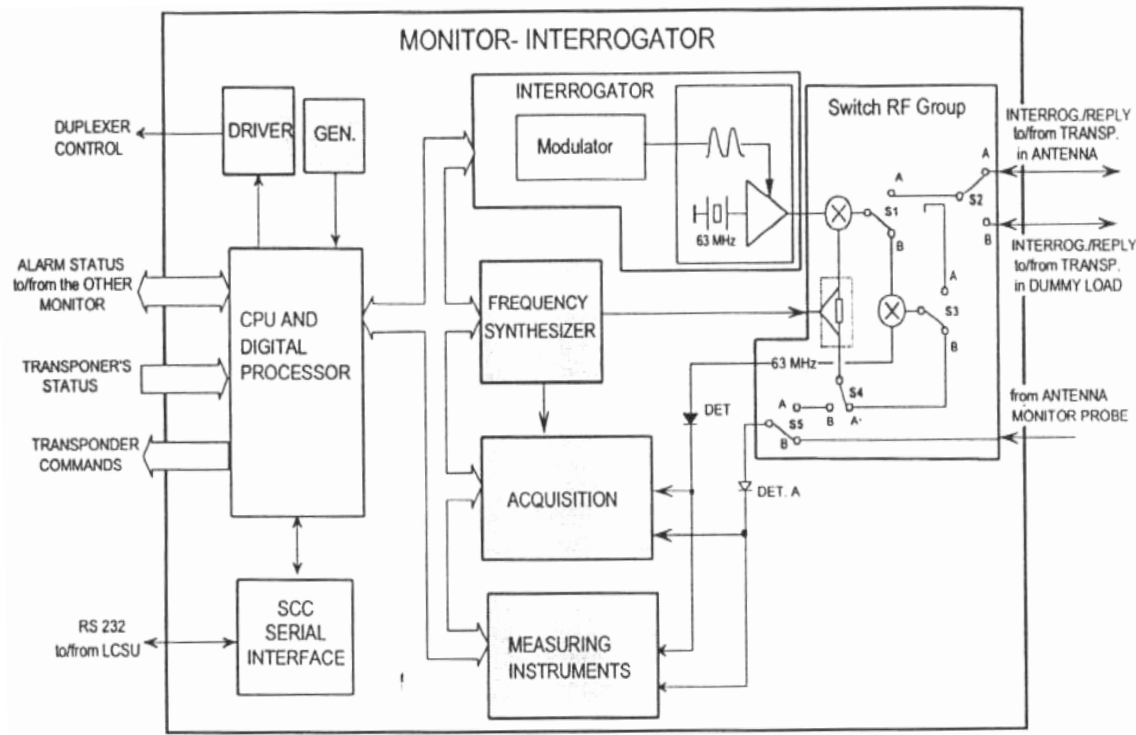 MONITOR- INTERROGATOR
INTERROGATOR
Switch RF Group
DUPLEXER
CONTROL
DRIVER
GEN.
Modulator
63 MHz
INTERROG./REPLY
to/from TRANSP.
in ANTENNA
A
A
S2
S1
B
B
INTERROG./REPLY
to/from TRANSP.
in DUMMY LOAD
ALARM STATUS
to/from the OTHER
MONITOR
CPU AND
DIGITAL
PROCESSOR
FREQUENCY
SYNTHESIZER
A
S3
B
63 MHz
TRANSPONER'S
STATUS
S4
A
B
A
S5
B
DET
from ANTENNA
MONITOR PROBE
TRANSPONDER
COMMANDS
ACQUISITION
DET. A
RS 232
to/from LCSU
SCC
SERIAL
INTERFACE
MEASURING
INSTRUMENTS